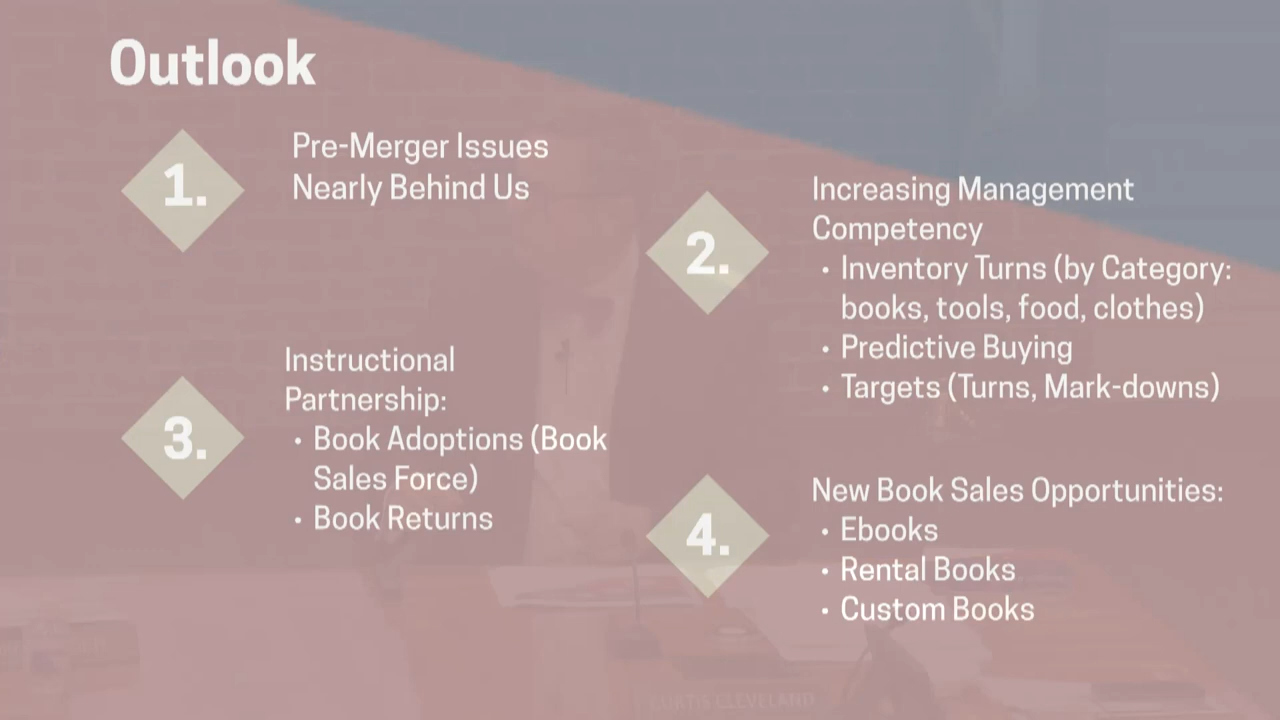 Outlook
1.
Pre-Merger Issues
Nearly Behind Us
2.
Increasing Management
Competency
• Inventory Turns (by Category:
books, tools, food, clothes)
• Predictive Buying
• Targets (Turns, Mark-downs)
3.
Instructional
Partnership:
• Book Adoptions (Book
Sales Force)
• Book Returns
4.
New Book Sales Opportunities:
• Ebooks
• Rental Books
• Custom Books
CURTIS CLEVELAND